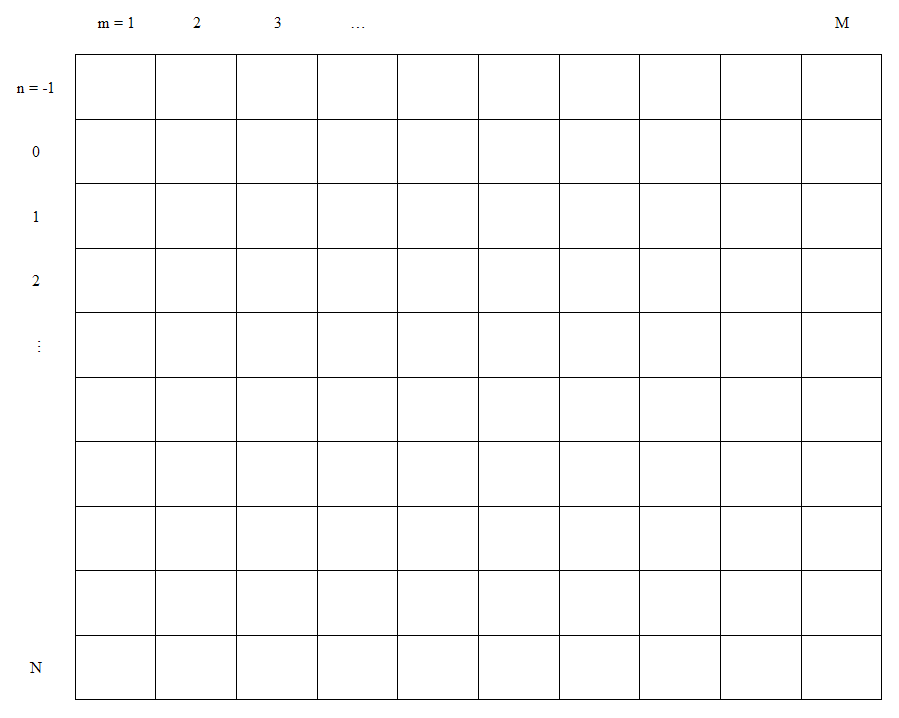 m = 1 2 3 … M
n = -1
0
1
2
⋮
N